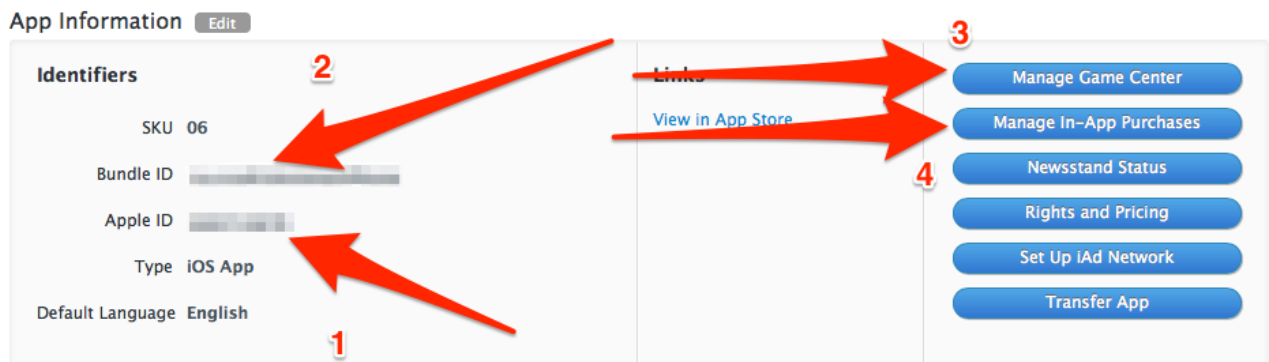 App Information Edit
3
Identifiers
2
Links
Manage Game Center
SKU 06
View in App Store
Manage In-App Purchases
Bundle ID
4
Newsstand Status
Apple ID
Rights and Pricing
Type iOS App
Set Up iAd Network
Default Language English
Transfer App
1